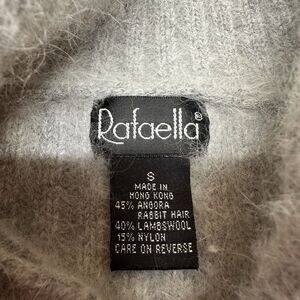 Rafaella®
S
MADE IN
HONG KONG
45% ANGORA
RABBIT HAIR
40% LAMBSWOOL
15% NYLON
CARE ON REVERSE